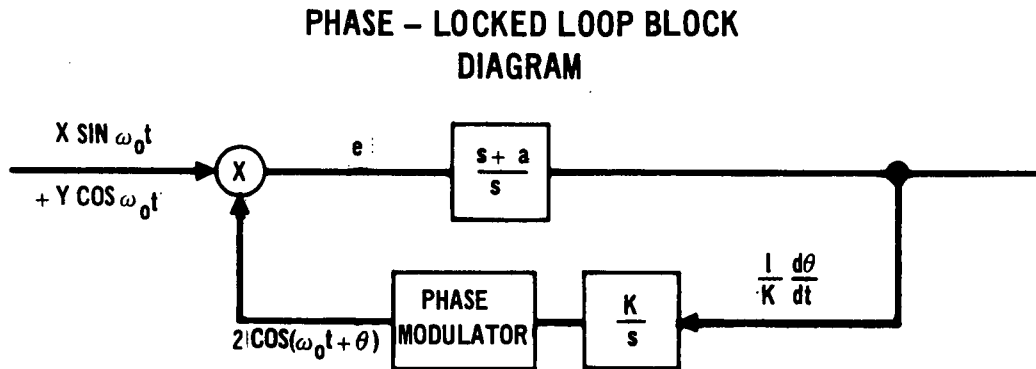 PHASE – LOCKED LOOP BLOCK
DIAGRAM
X SIN ω₀t
+ Y COS ω₀t
X
e
s + a
s
1
K
dθ
dt
K
s
PHASE
MODULATOR
2 COS(ω₀t + θ)